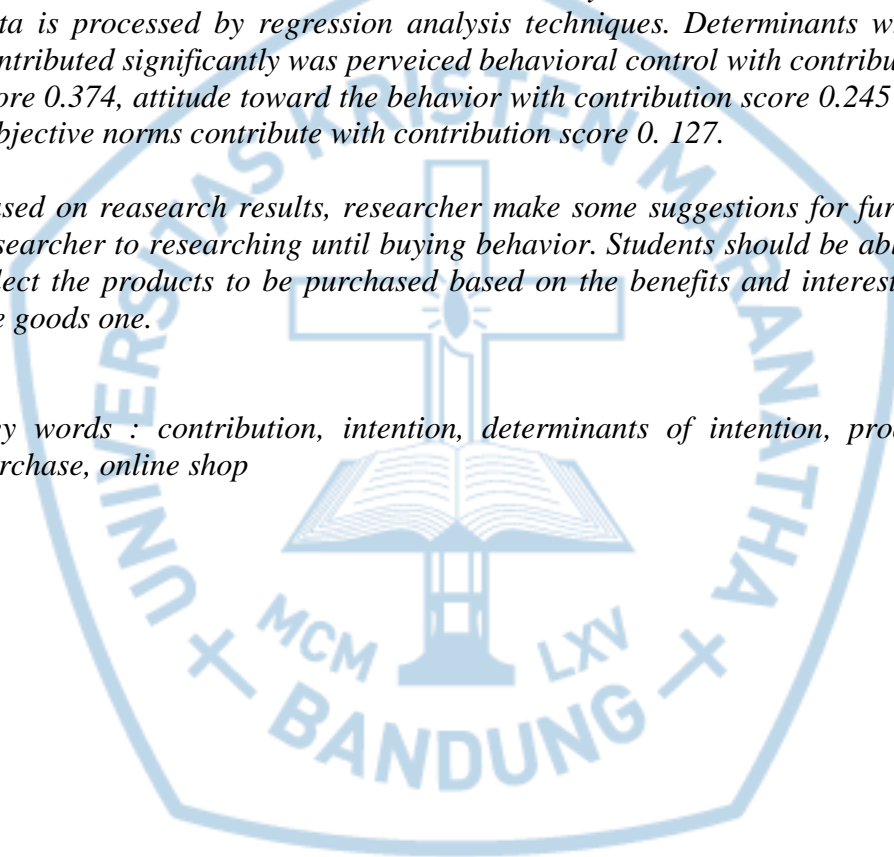 ta is processed by regression analysis techniques. Determinants w
ntributed significantly was perveiced behavioral control with contribu
ore 0.374, attitude toward the behavior with contribution score 0.245
bjective norms contribute with contribution score 0. 127.
sed on reasearch results, researcher make some suggestions for fur
searcher to researching until buying behavior. Students should be abl
lect the products to be purchased based on the benefits and interest
e goods one.
y words : contribution, intention, determinants of intention, pro
rchase, online shop
UNIVERSITAS KRISTEN MARANATHA
MCM LXV
BANDUNG